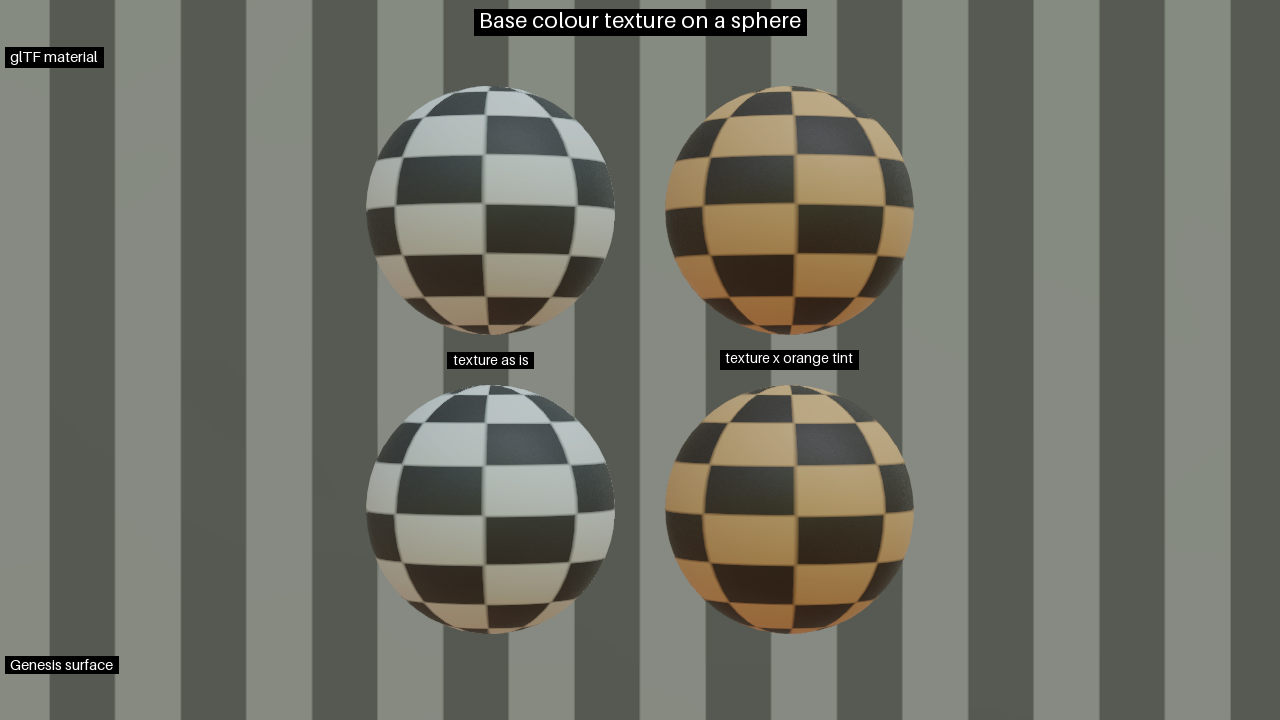 Base colour texture on a sphere
glTF material
texture as is
texture x orange tint
Genesis surface